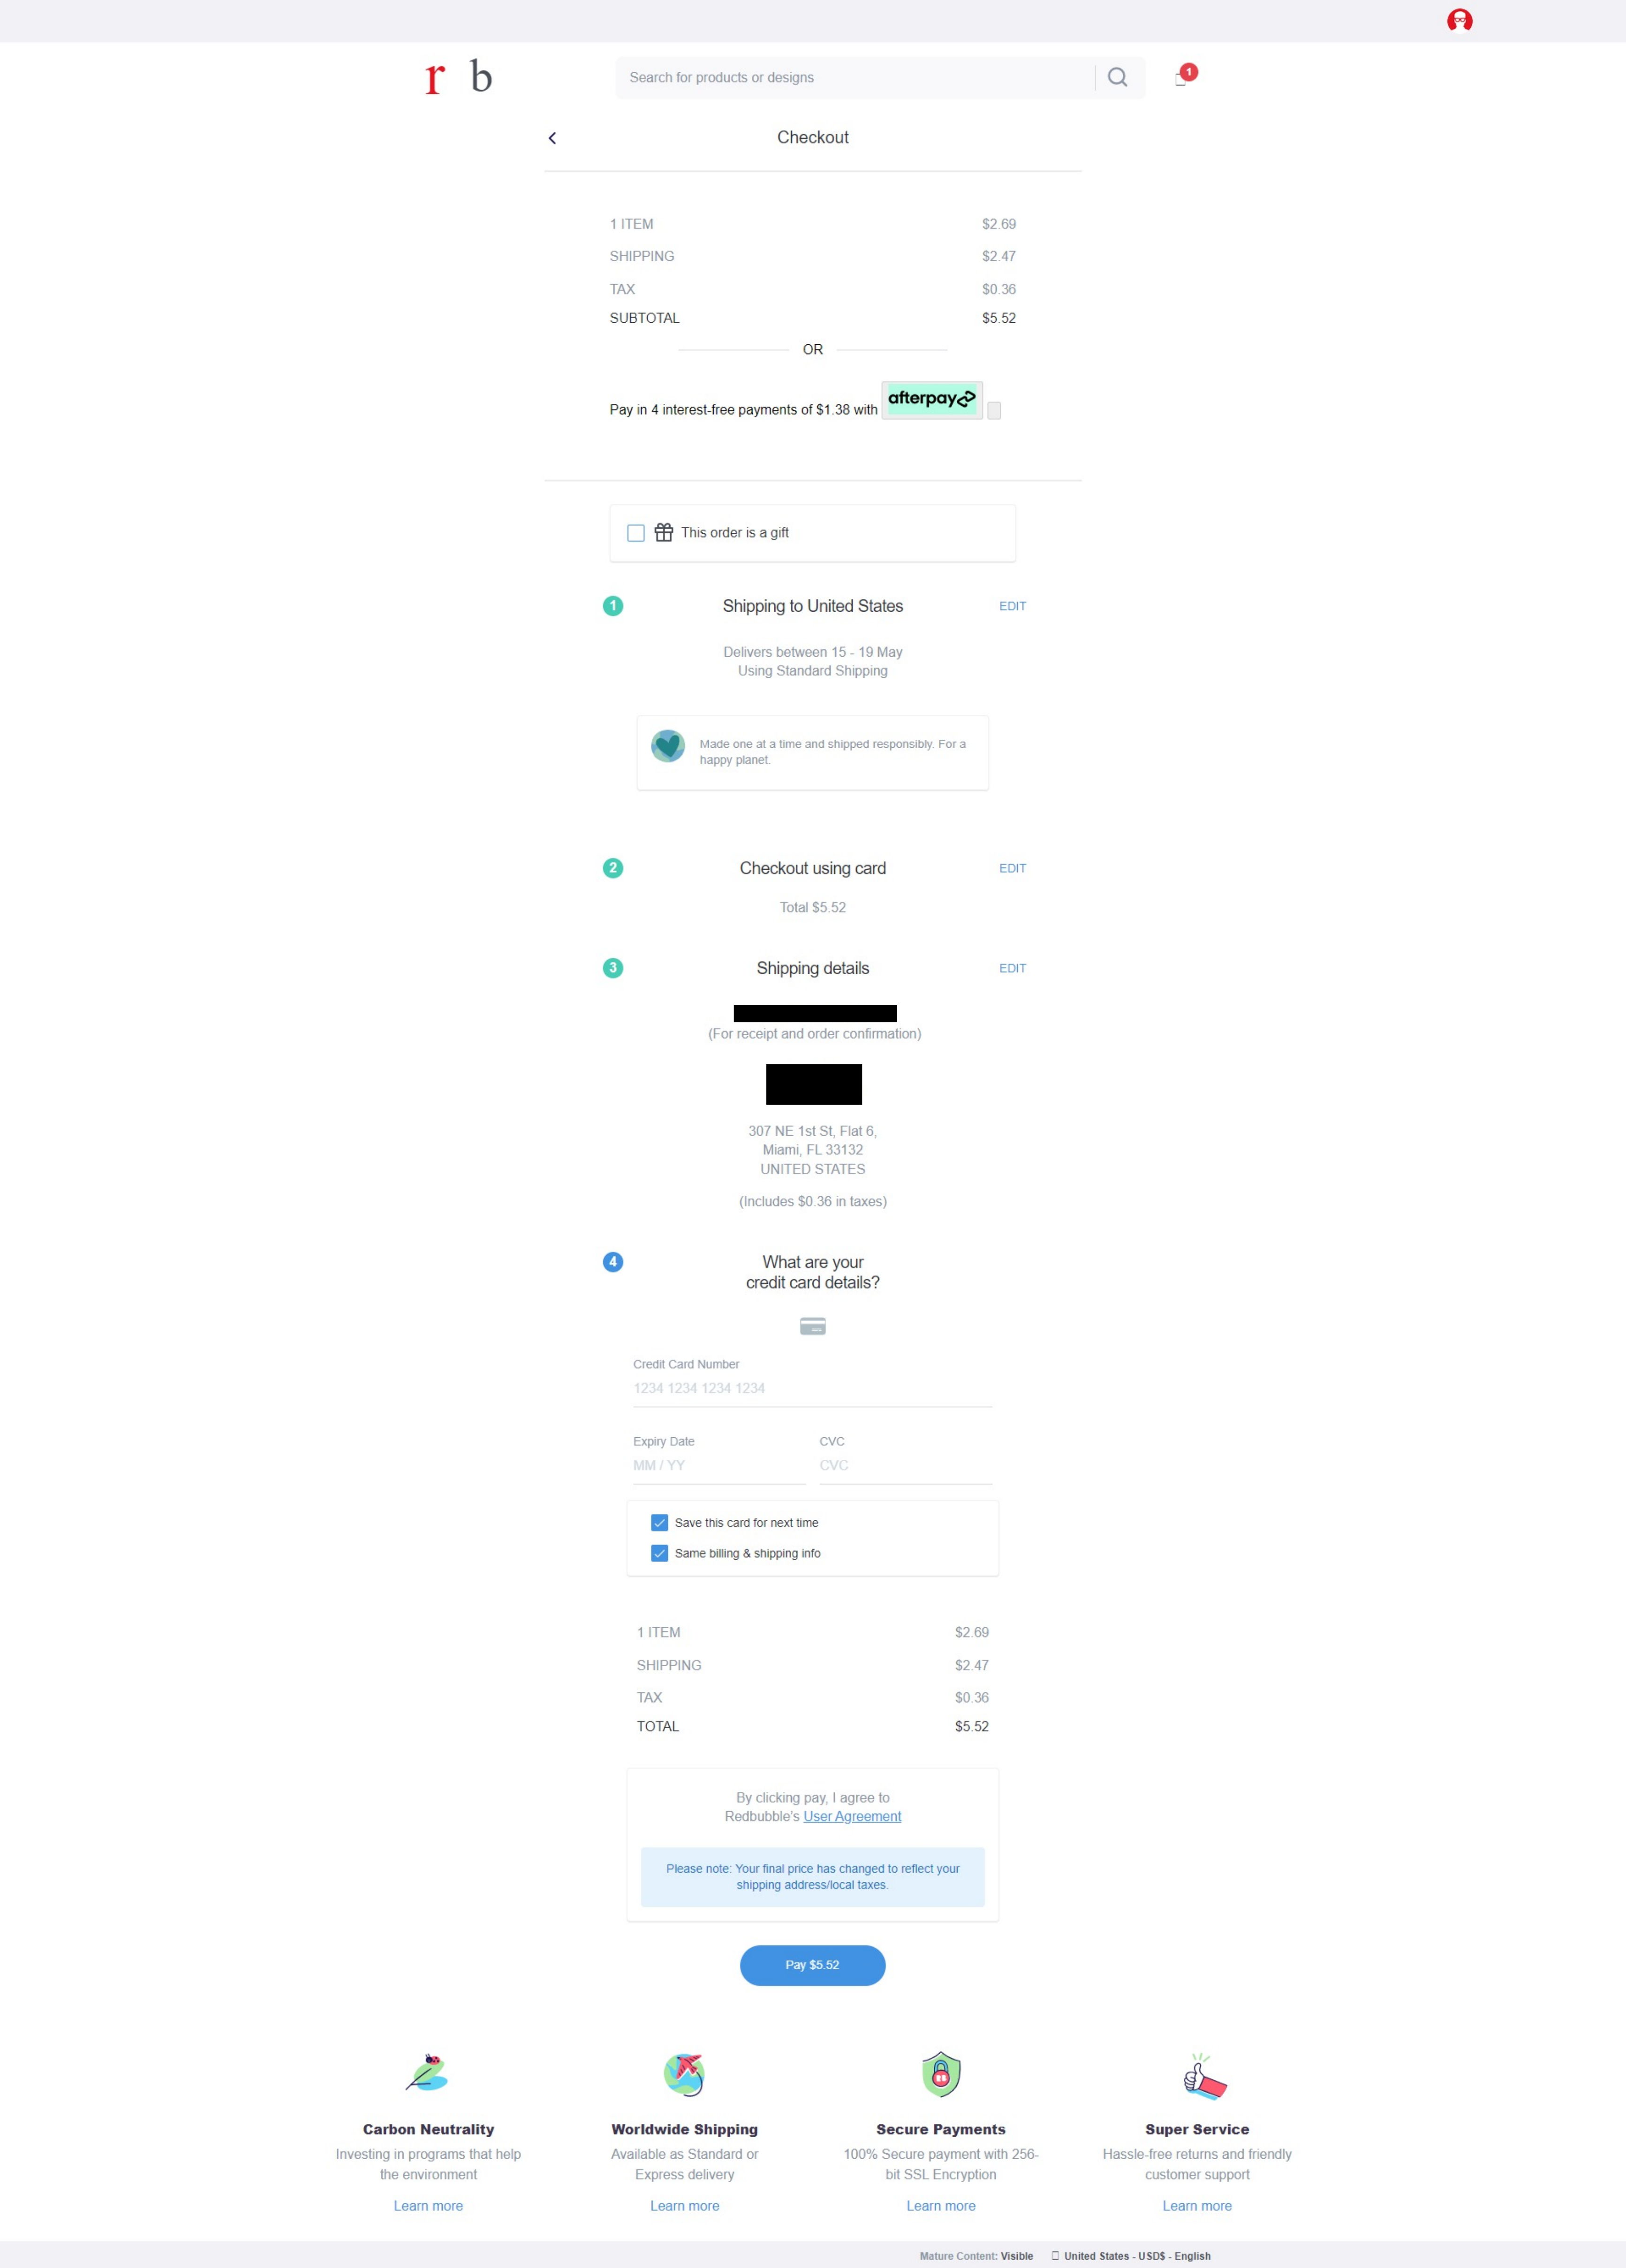 r b
Search for products or designs
1
Checkout
1 ITEM $2.69
SHIPPING $2.47
TAX $0.36
SUBTOTAL $5.52
OR
Pay in 4 interest-free payments of $1.38 with afterpay
This order is a gift
1 Shipping to United States EDIT
Delivers between 15 - 19 May
Using Standard Shipping
Made one at a time and shipped responsibly. For a
happy planet.
2 Checkout using card EDIT
Total $5.52
3 Shipping details EDIT
(For receipt and order confirmation)
307 NE 1st St, Flat 6,
Miami, FL 33132
UNITED STATES
(Includes $0.36 in taxes)
4 What are your
credit card details?
Credit Card Number
1234 1234 1234 1234
Expiry Date CVC
MM / YY CVC
Save this card for next time
Same billing & shipping info
1 ITEM $2.69
SHIPPING $2.47
TAX $0.36
TOTAL $5.52
By clicking pay, I agree to
Redbubble's User Agreement
Please note: Your final price has changed to reflect your
shipping address/local taxes.
Pay $5.52
Carbon Neutrality
Investing in programs that help
the environment
Learn more
Worldwide Shipping
Available as Standard or
Express delivery
Learn more
Secure Payments
100% Secure payment with 256-
bit SSL Encryption
Learn more
Super Service
Hassle-free returns and friendly
customer support
Learn more
Mature Content: Visible United States - USD$ - English